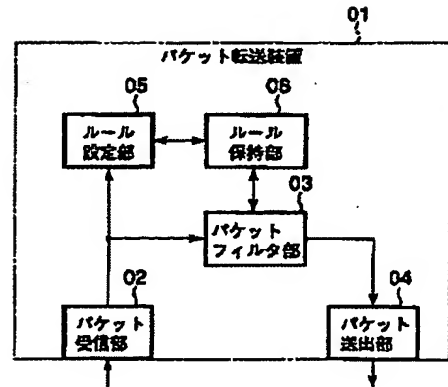 01
パケット転送装置
05
06
ルール
設定部
ルール
保持部
03
パケット
フィルタ部
02
04
パケット
受信部
パケット
送出部